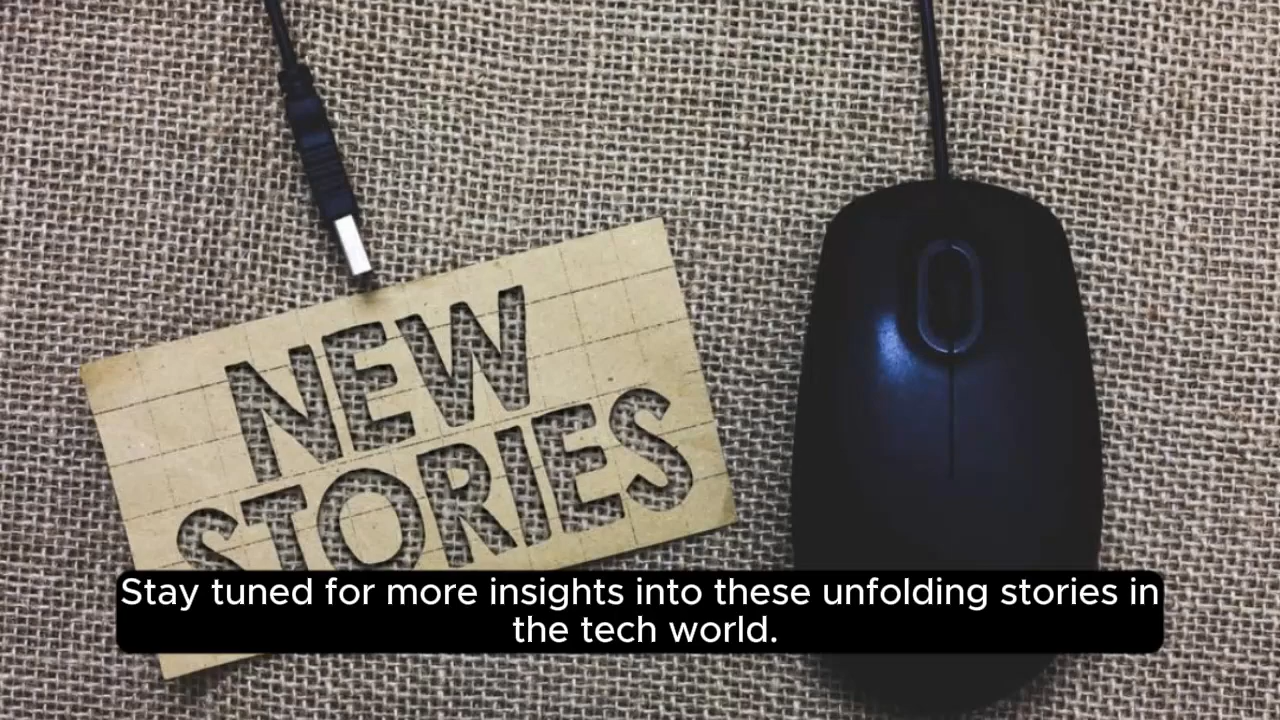 NEW
STORIES
Stay tuned for more insights into these unfolding stories in
the tech world.